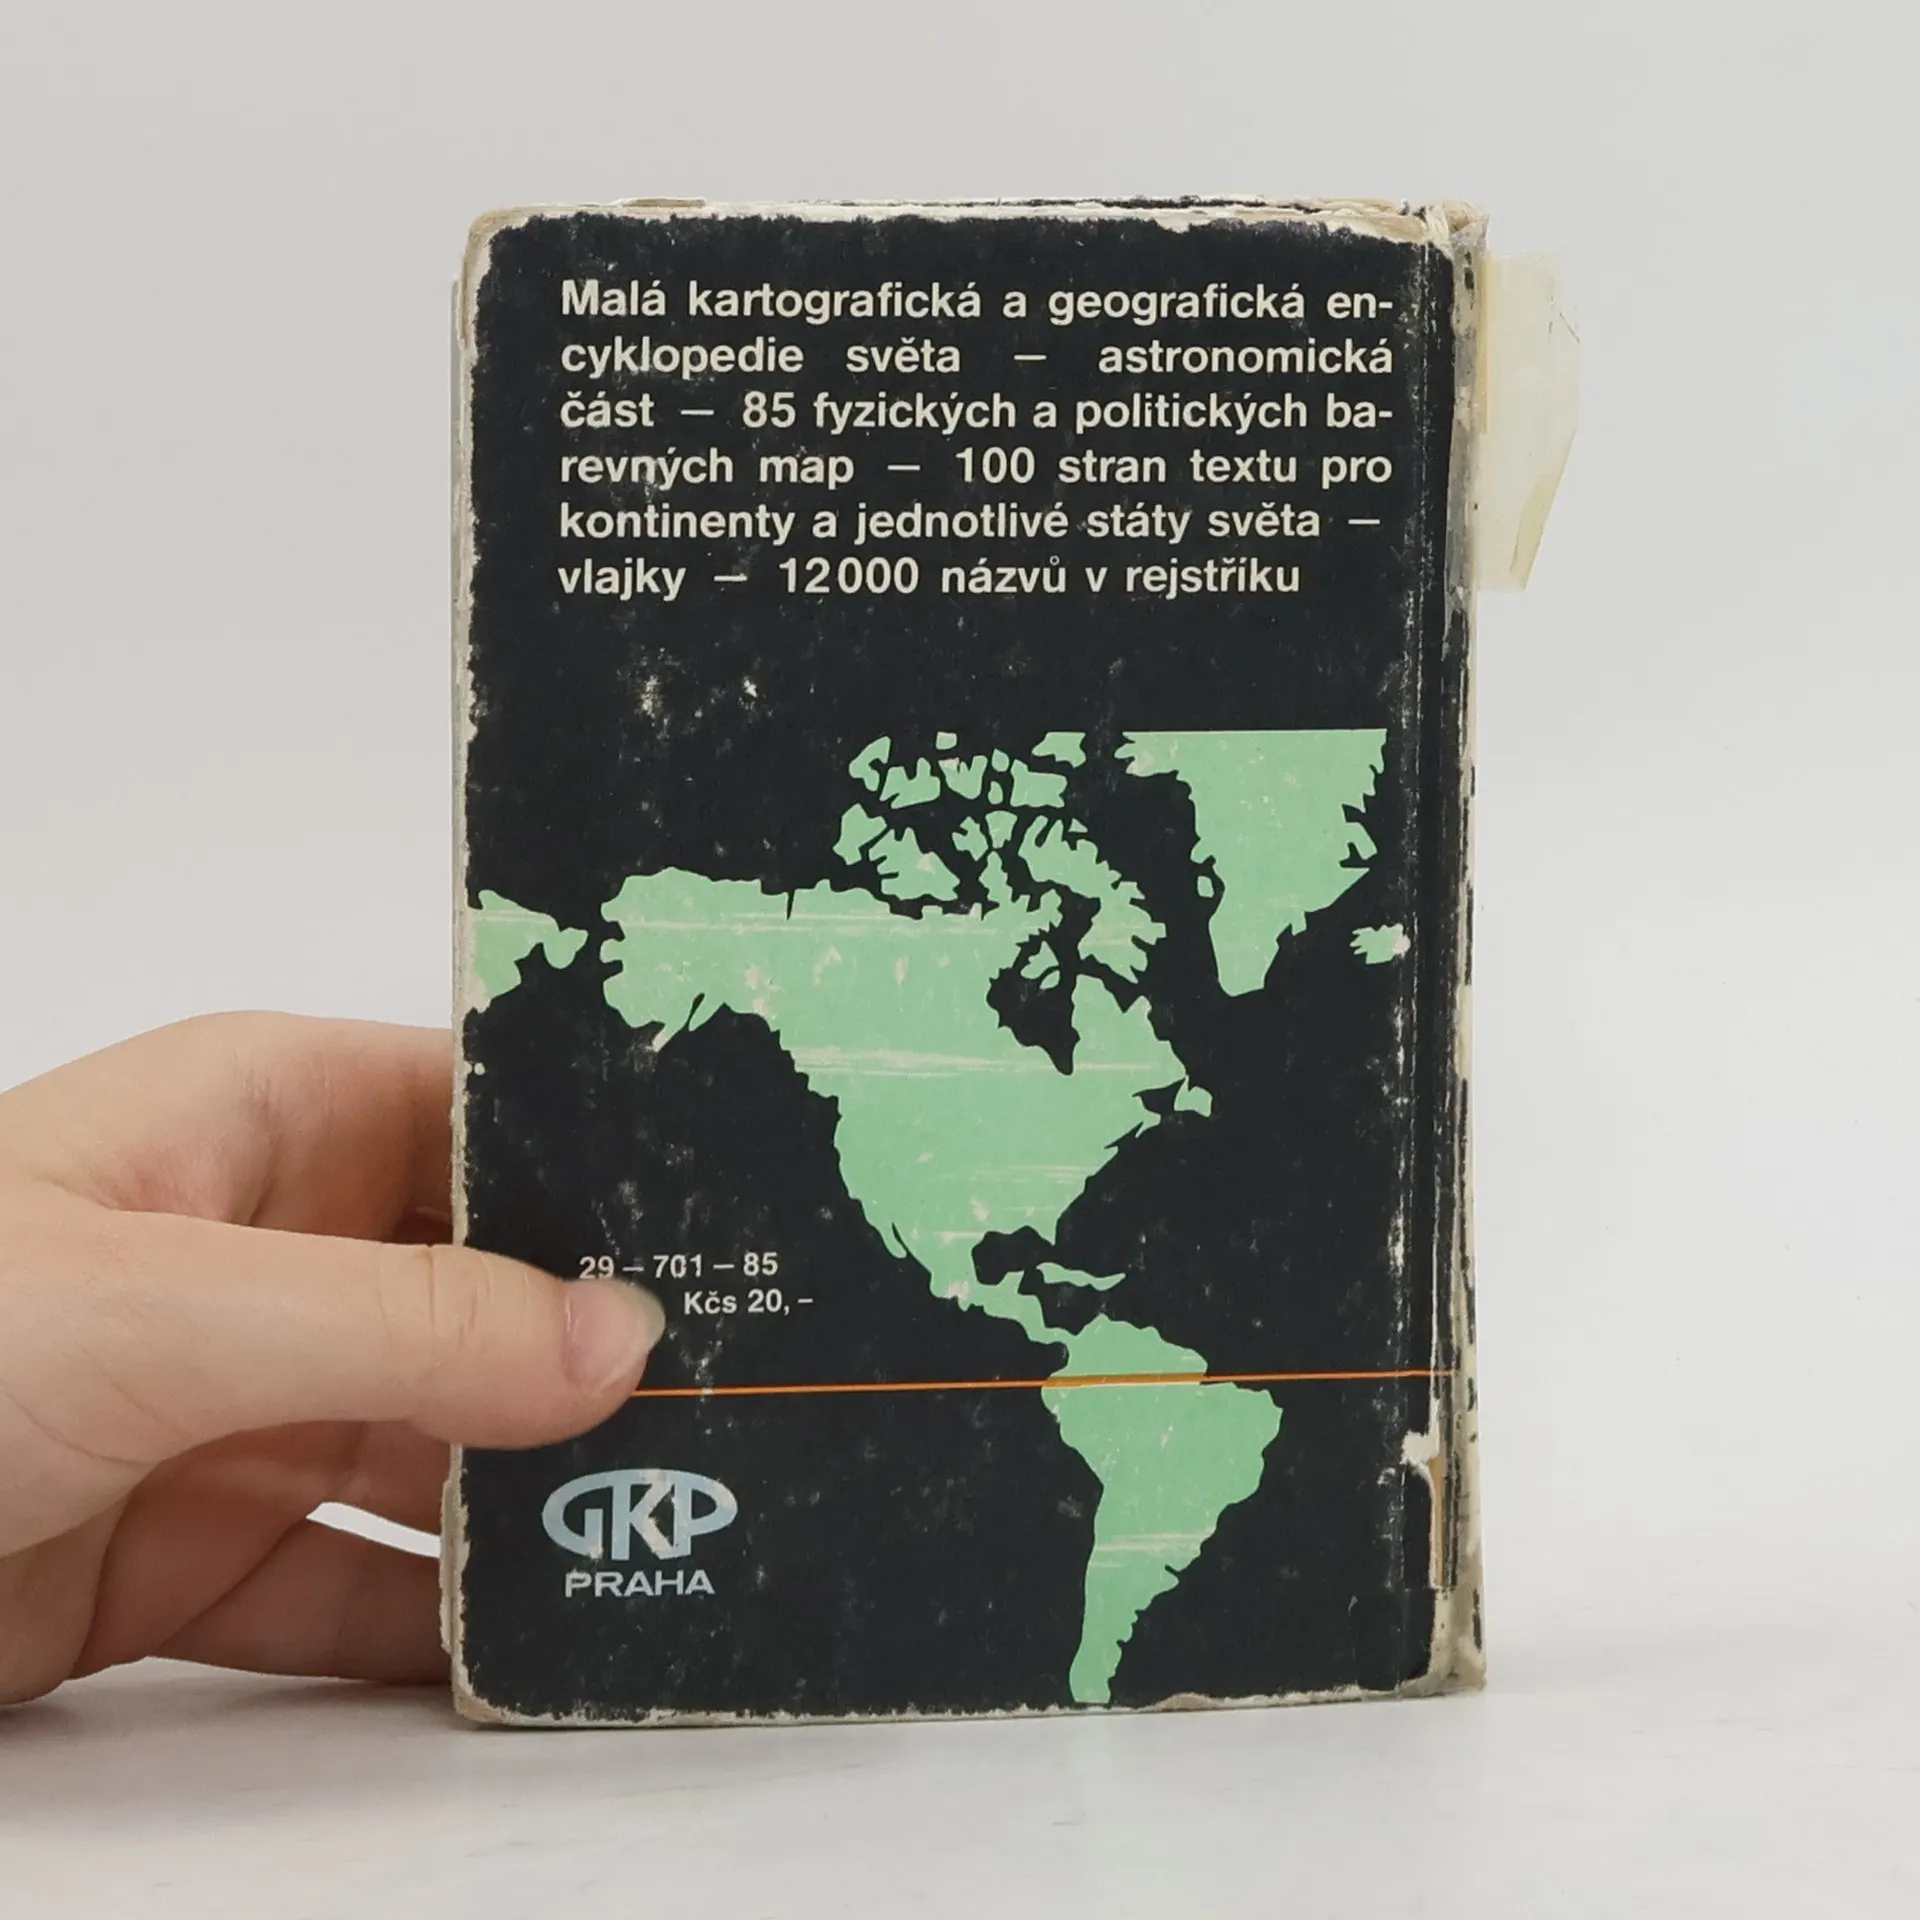 Malá kartografická a geografická en-
cyklopedie světa — astronomická
část — 85 fyzických a politických ba-
revných map — 100 stran textu pro
kontinenty a jednotlivé státy světa —
vlajky — 12000 názvů v rejstříku
29 – 701 – 85
Kčs 20,–
GKP
PRAHA